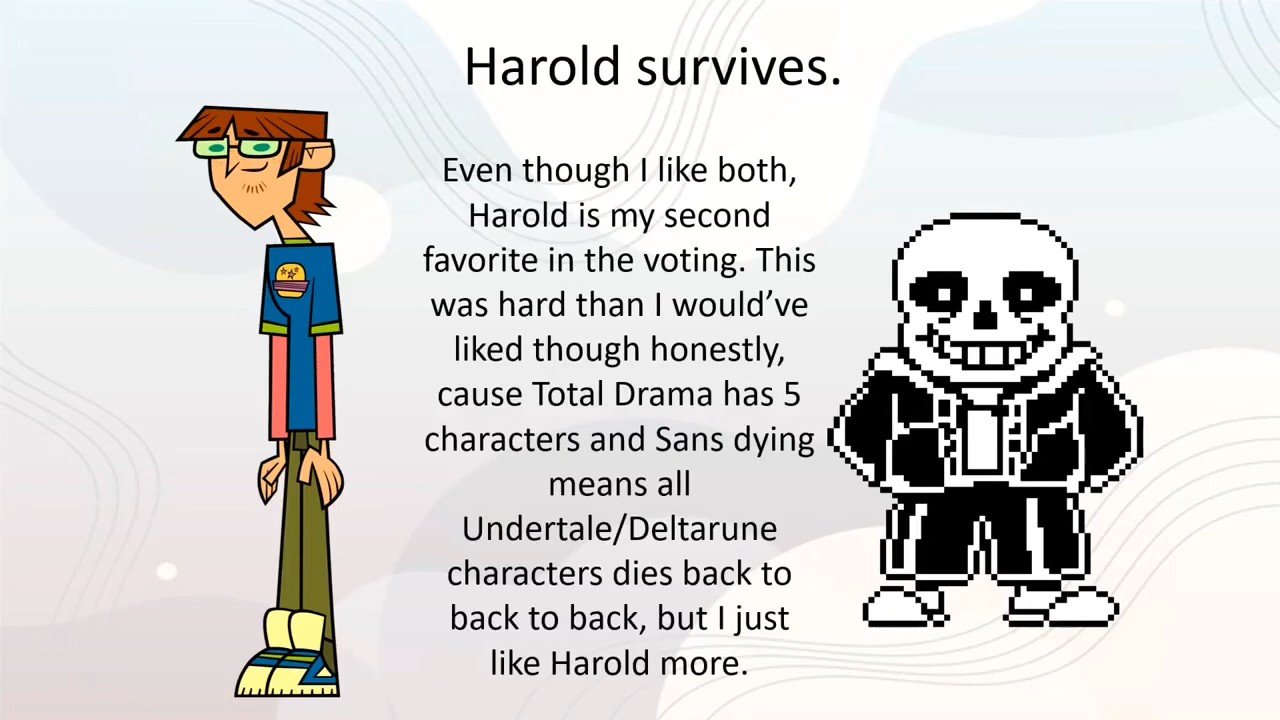 Harold survives.
Even though I like both,
Harold is my second
favorite in the voting. This
was hard than I would’ve
liked though honestly,
cause Total Drama has 5
characters and Sans dying
means all
Undertale/Deltarune
characters dies back to
back to back, but I just
like Harold more.